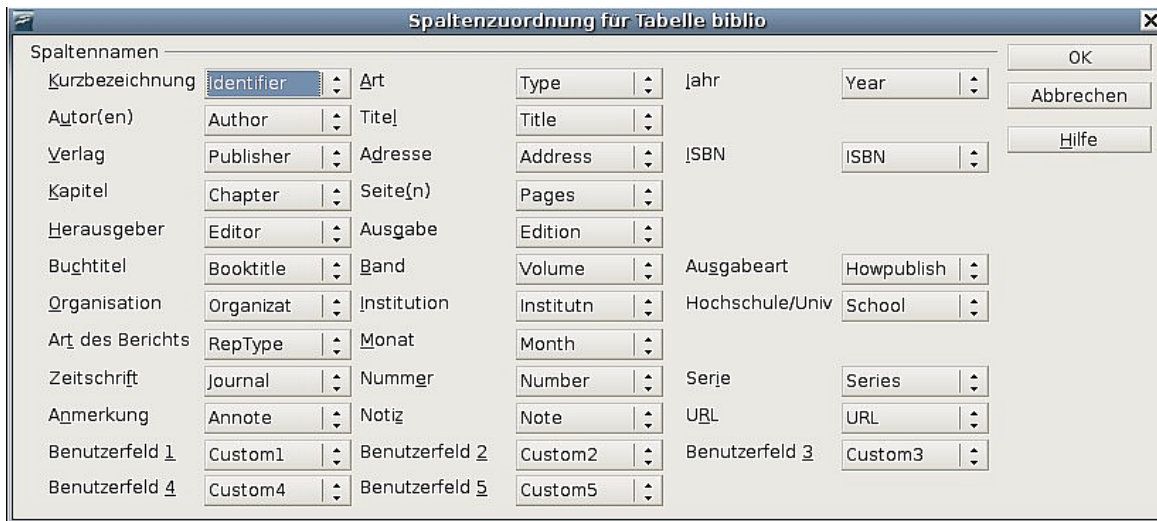 Spaltenzuordnung für Tabelle biblio
Spaltennamen
OK
Kurzbezeichnung Identifier Art Type Jahr Year
Abbrechen
Autor(en) Author Titel Title
Hilfe
Verlag Publisher Adresse Address ISBN ISBN
Kapitel Chapter Seite(n) Pages
Herausgeber Editor Ausgabe Edition
Buchtitel Booktitle Band Volume Ausgabeart Howpublish
Organisation Organizat Institution Institutn Hochschule/Univ School
Art des Berichts RepType Monat Month
Zeitschrift Journal Nummer Number Serie Series
Anmerkung Annote Notiz Note URL URL
Benutzerfeld 1 Custom1 Benutzerfeld 2 Custom2 Benutzerfeld 3 Custom3
Benutzerfeld 4 Custom4 Benutzerfeld 5 Custom5